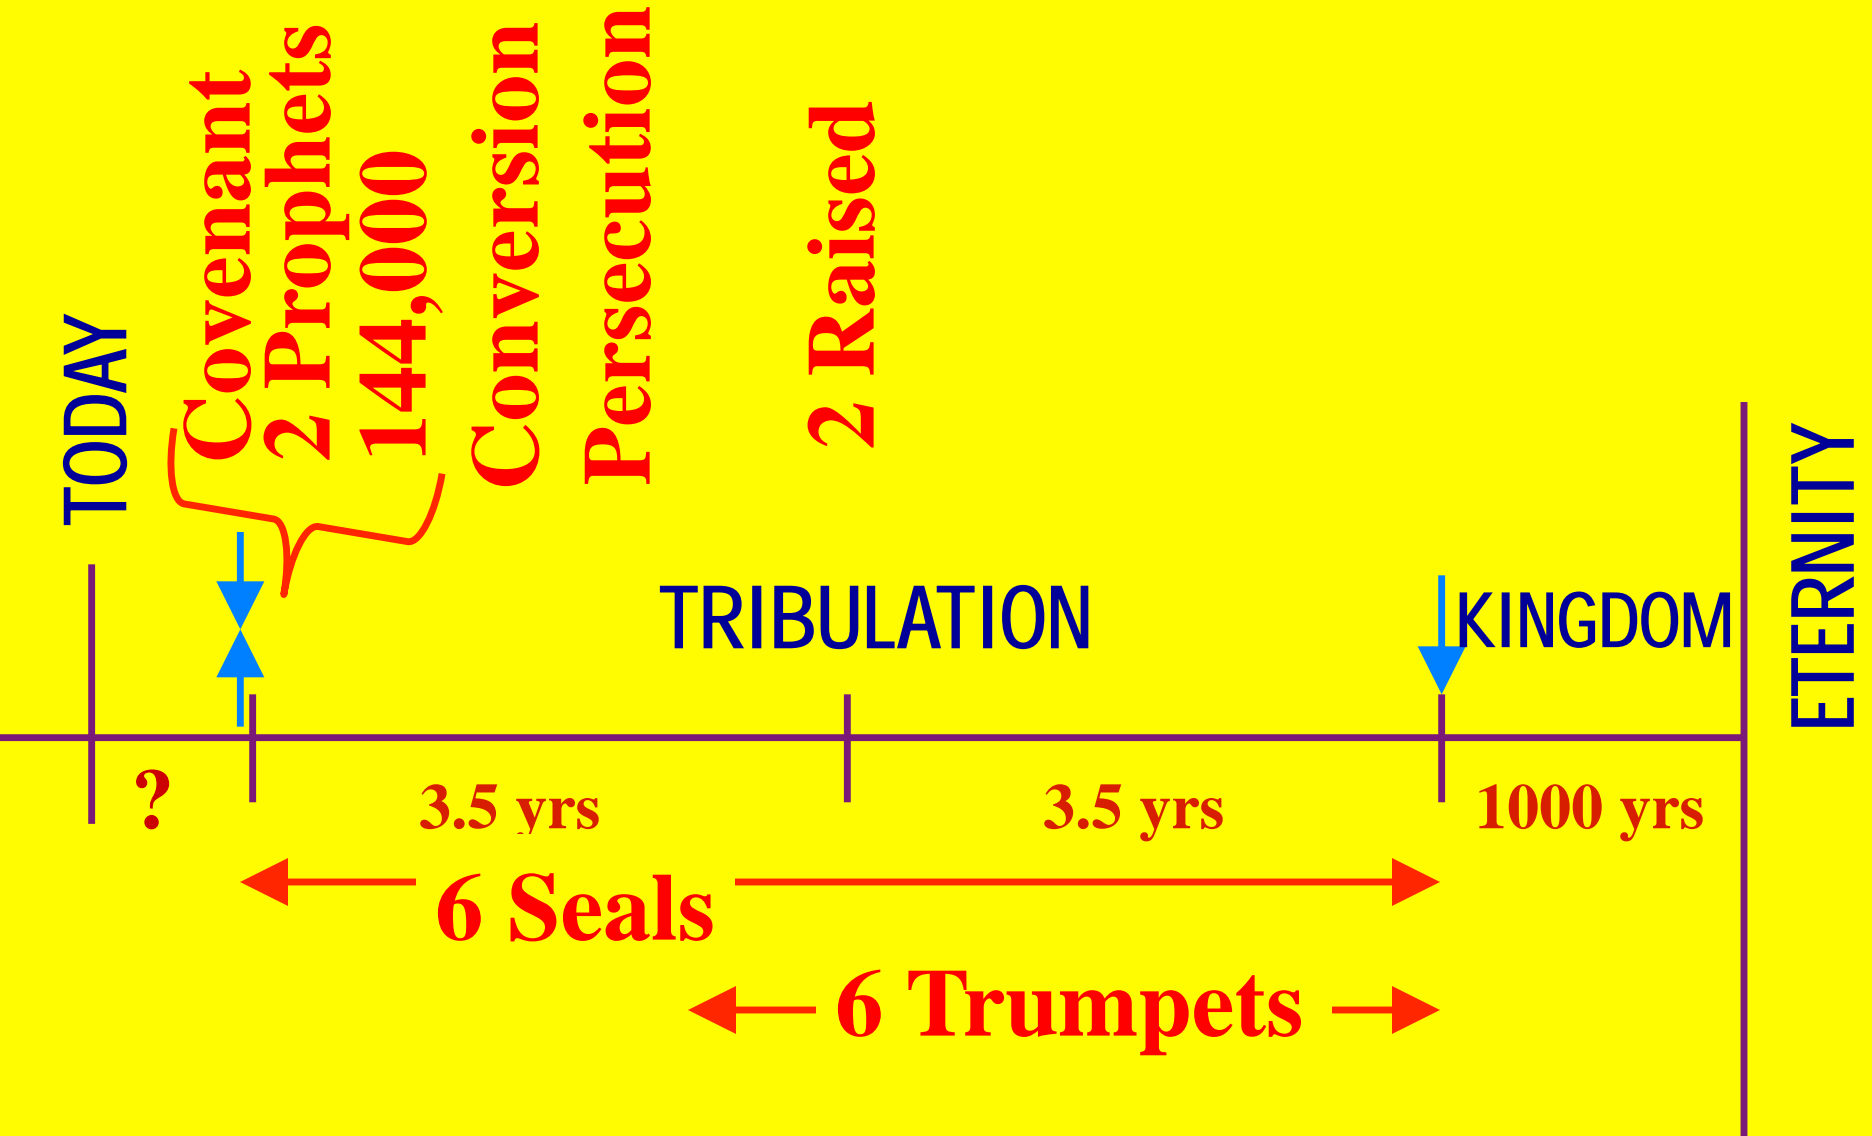 TODAY
Covenant
2 Prophets
144,000
Conversion
Persecution
2 Raised
TRIBULATION
KINGDOM
ETERNITY
?
3.5 yrs
3.5 yrs
1000 yrs
6 Seals
6 Trumpets